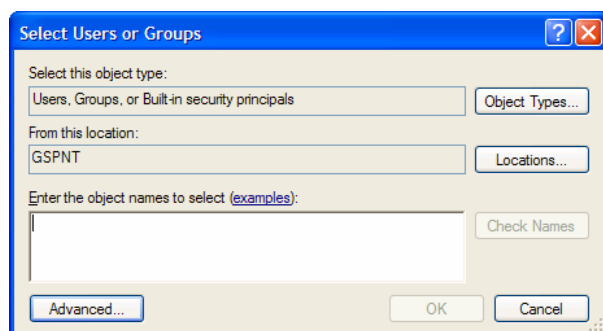 Select Users or Groups
Select this object type:
Users, Groups, or Built-in security principals
Object Types...
From this location:
GSPNT
Locations...
Enter the object names to select (examples):
Check Names
Advanced...
OK
Cancel